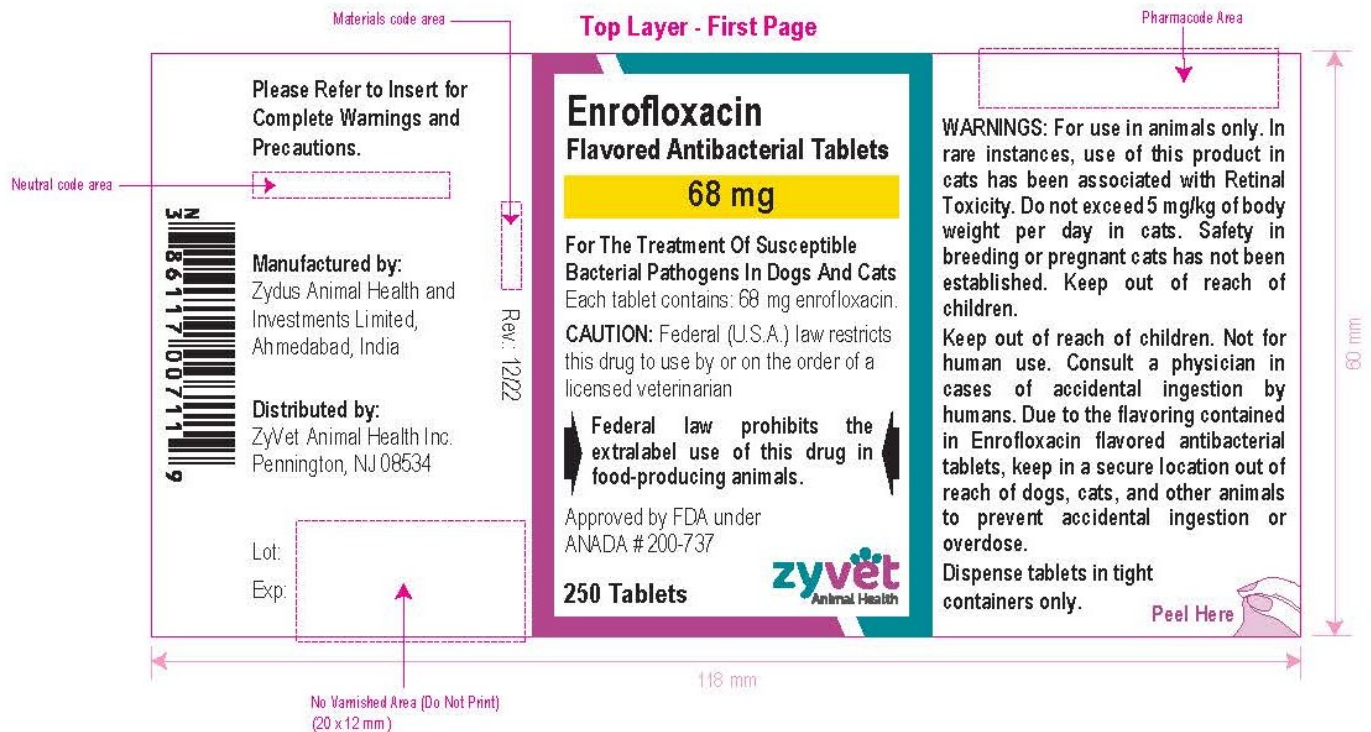 Materials code area
Top Layer - First Page
Pharmacode Area
Neutral code area
Please Refer to Insert for
Complete Warnings and
Precautions.
N
3 86117 00711 9
Manufactured by:
Zydus Animal Health and
Investments Limited,
Ahmedabad, India
Distributed by:
ZyVet Animal Health Inc.
Pennington, NJ 08534
Rev.: 12/22
Lot:
Exp:
No Varnished Area (Do Not Print)
(20 x 12 mm)
Enrofloxacin
Flavored Antibacterial Tablets
68 mg
For The Treatment Of Susceptible
Bacterial Pathogens In Dogs And Cats
Each tablet contains: 68 mg enrofloxacin.
CAUTION: Federal (U.S.A.) law restricts
this drug to use by or on the order of a
licensed veterinarian
Federal law prohibits the
extralabel use of this drug in
food-producing animals.
Approved by FDA under
ANADA # 200-737
250 Tablets
zyvet
Animal Health
WARNINGS: For use in animals only. In
rare instances, use of this product in
cats has been associated with Retinal
Toxicity. Do not exceed 5 mg/kg of body
weight per day in cats. Safety in
breeding or pregnant cats has not been
established. Keep out of reach of
children.
Keep out of reach of children. Not for
human use. Consult a physician in
cases of accidental ingestion by
humans. Due to the flavoring contained
in Enrofloxacin flavored antibacterial
tablets, keep in a secure location out of
reach of dogs, cats, and other animals
to prevent accidental ingestion or
overdose.
Dispense tablets in tight
containers only.
Peel Here
60 mm
118 mm